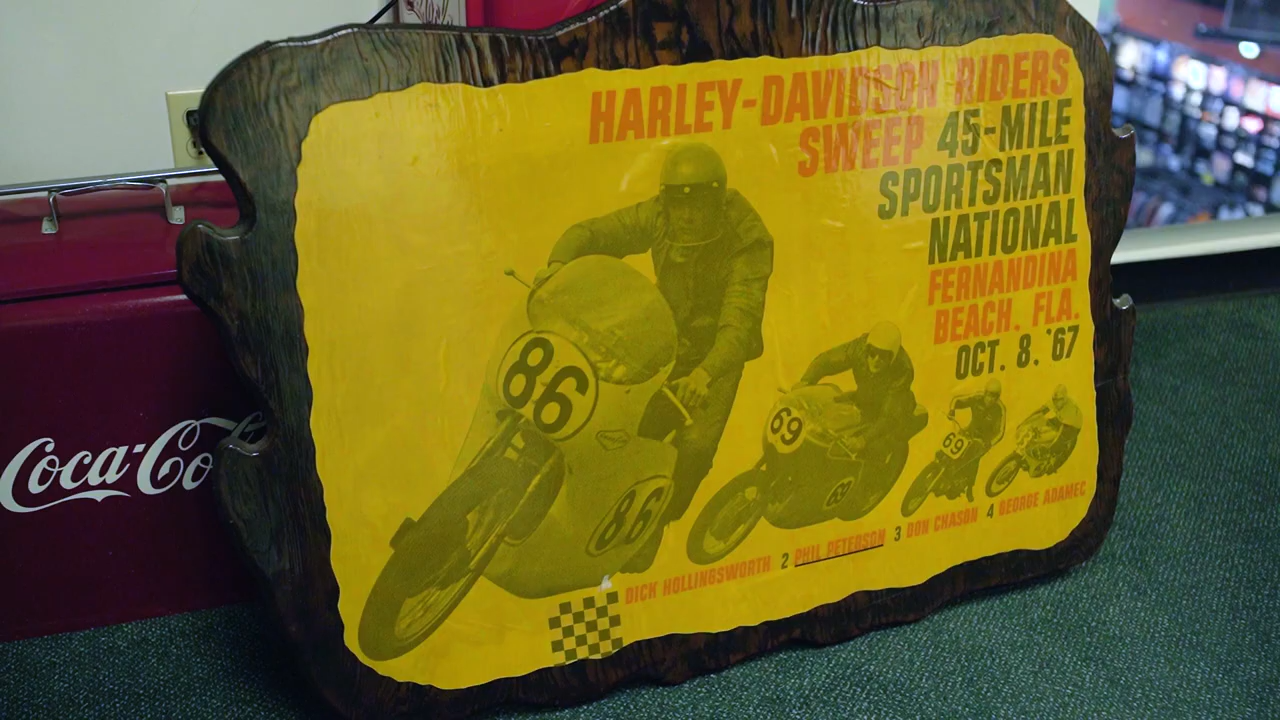 HARLEY-DAVIDSON RIDERS
SWEEP 45-MILE
SPORTSMAN
NATIONAL
FERNANDINA
BEACH, FLA.
OCT. 8, '67
86
86
69
69
69
DICK HOLLINGSWORTH 2 PHIL PETERSON 3 DON CHASON 4 GEORGE ADAMEC
Coca-Co